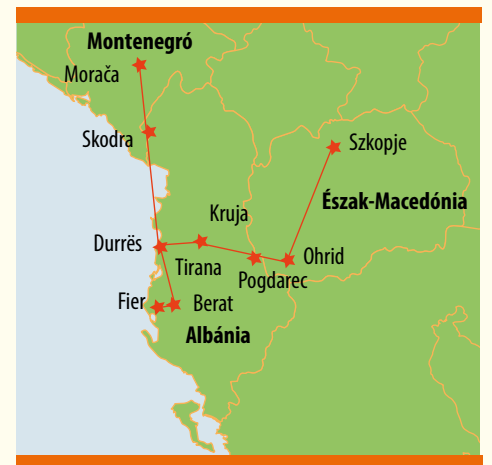 Montenegró
Morača
Skodra
Szkopje
Észak-Macedónia
Kruja
Durrës
Tirana
Ohrid
Pogdarec
Fier
Berat
Albánia